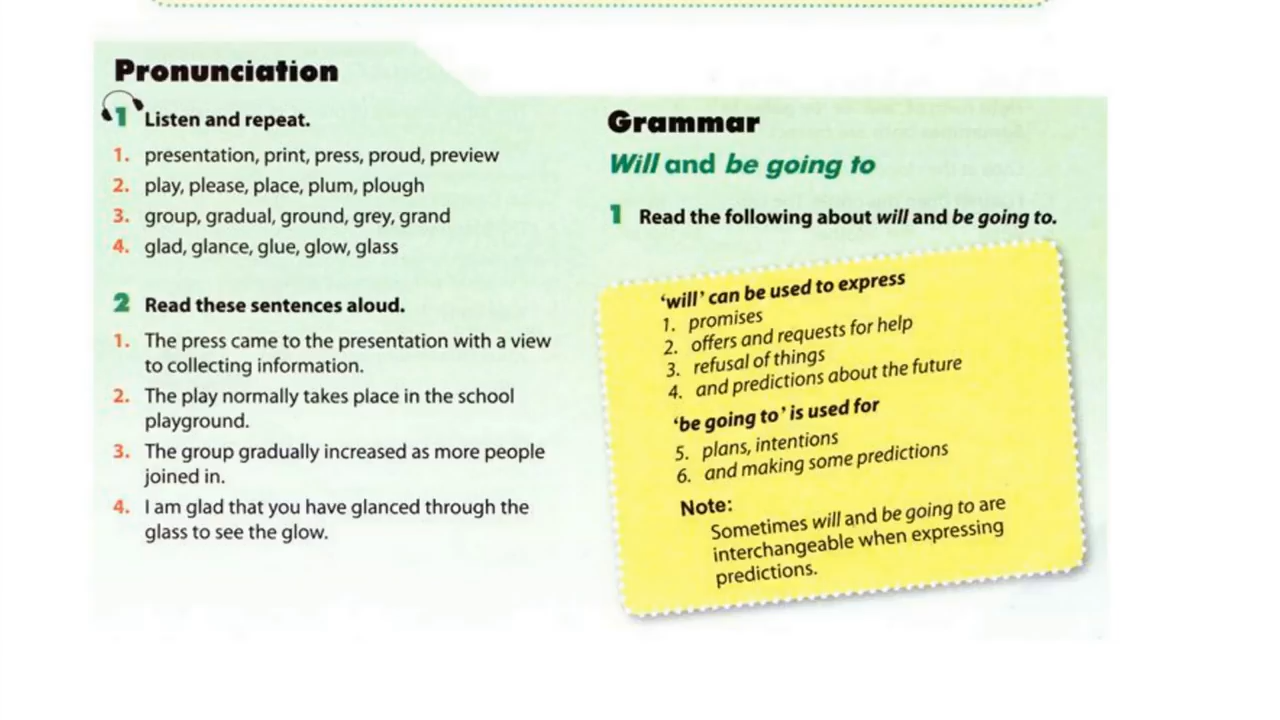 Pronunciation
1 Listen and repeat.
1. presentation, print, press, proud, preview
2. play, please, place, plum, plough
3. group, gradual, ground, grey, grand
4. glad, glance, glue, glow, glass
2 Read these sentences aloud.
1. The press came to the presentation with a view
to collecting information.
2. The play normally takes place in the school
playground.
3. The group gradually increased as more people
joined in.
4. I am glad that you have glanced through the
glass to see the glow.
Grammar
Will and be going to
1 Read the following about will and be going to.
‘will’ can be used to express
1. promises
2. offers and requests for help
3. refusal of things
4. and predictions about the future
‘be going to’ is used for
5. plans, intentions
6. and making some predictions
Note:
Sometimes will and be going to are
interchangeable when expressing
predictions.